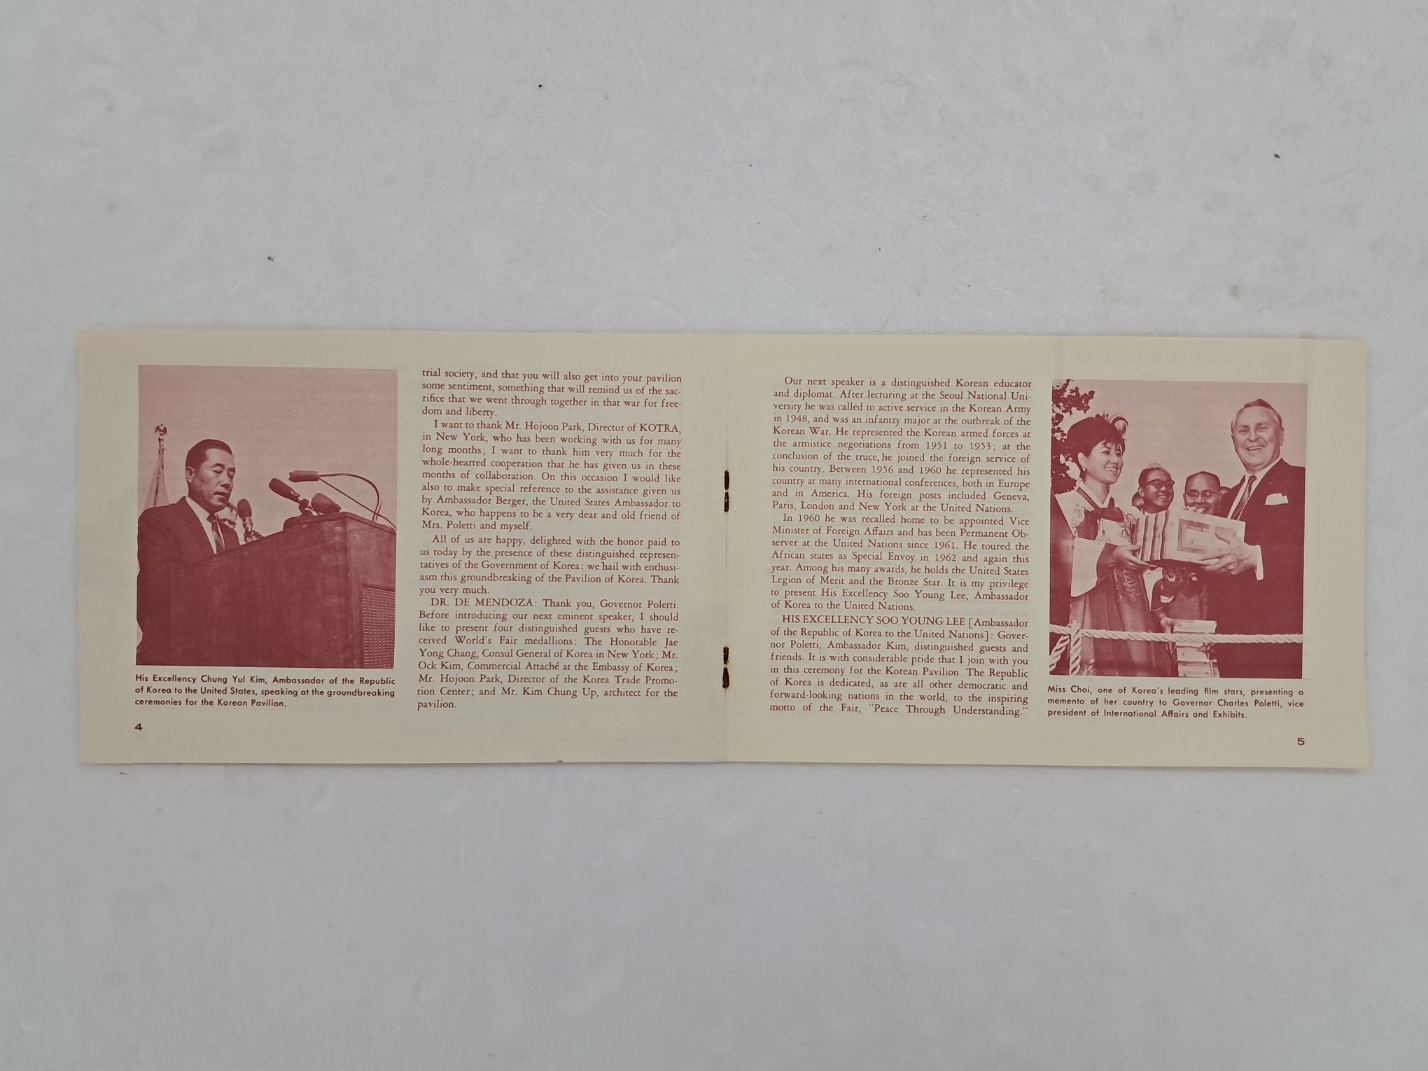 trial society, and that you will also get into your pavilion
some sentiment, something that will remind us of the sac-
rifice that we went through together in that war for free-
dom and liberty.
I want to thank Mr. Hojoon Park, Director of KOTRA,
in New York, who has been working with us for many
long months; I want to thank him very much for the
whole-hearted cooperation that he has given us in these
months of collaboration. On this occasion I would like
also to make special reference to the assistance given us
by Ambassador Berger, the United States Ambassador to
Korea, who happens to be a very dear and old friend of
Mrs. Poletti and myself.
All of us are happy, delighted with the honor paid to
us today by the presence of these distinguished represen-
tatives of the Government of Korea; we hail with enthusi-
asm this groundbreaking of the Pavilion of Korea. Thank
you very much.
DR. DE MENDOZA: Thank you, Governor Poletti.
Before introducing our next eminent speaker, I should
like to present four distinguished guests who have re-
ceived World's Fair medallions: The Honorable Jae
Yong Chang, Consul General of Korea in New York; Mr.
Ock Kim, Commercial Attaché at the Embassy of Korea;
Mr. Hojoon Park, Director of the Korea Trade Promo-
tion Center; and Mr. Kim Chung Up, architect for the
pavilion.
His Excellency Chung Yul Kim, Ambassador of the Republic
of Korea to the United States, speaking at the groundbreaking
ceremonies for the Korean Pavilion.
4
Our next speaker is a distinguished Korean educator
and diplomat. After lecturing at the Seoul National Uni-
versity he was called to active service in the Korean Army
in 1948, and was an infantry major at the outbreak of the
Korean War. He represented the Korean armed forces at
the armistice negotiations from 1951 to 1953; at the
conclusion of the truce, he joined the foreign service of
his country. Between 1956 and 1960 he represented his
country at many international conferences, both in Europe
and in America. His foreign posts included Geneva,
Paris, London and New York at the United Nations.
In 1960 he was recalled home to be appointed Vice
Minister of Foreign Affairs and has been Permanent Ob-
server at the United Nations since 1961. He toured the
African states as Special Envoy in 1962 and again this
year. Among his many awards, he holds the United States
Legion of Merit and the Bronze Star. It is my privilege
to present His Excellency Soo Young Lee, Ambassador
of Korea to the United Nations.
HIS EXCELLENCY SOO YOUNG LEE [Ambassador
of the Republic of Korea to the United Nations]: Gover-
nor Poletti, Ambassador Kim, distinguished guests and
friends. It is with considerable pride that I join with you
in this ceremony for the Korean Pavilion. The Republic
of Korea is dedicated, as are all other democratic and
forward-looking nations in the world, to the inspiring
motto of the Fair, "Peace Through Understanding."
Miss Choi, one of Korea's leading film stars, presenting a
memento of her country to Governor Charles Poletti, vice
president of International Affairs and Exhibits.
5